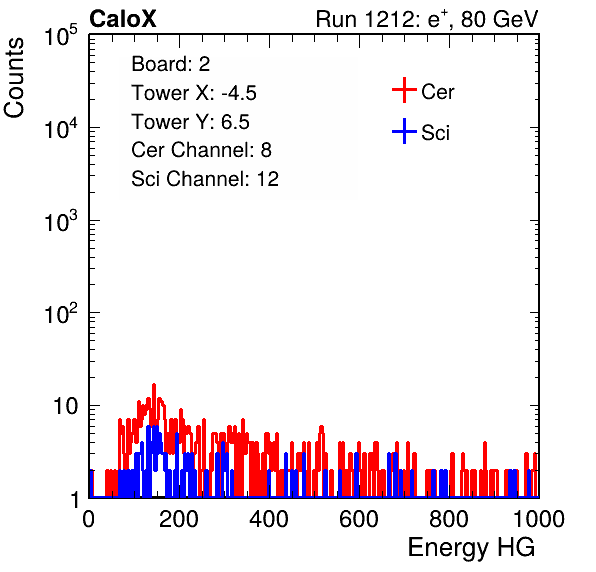 CaloX Run 1212: e⁺, 80 GeV
Counts
10⁵
10⁴
10³
10²
10
1
Board: 2
Tower X: -4.5
Tower Y: 6.5
Cer Channel: 8
Sci Channel: 12
Cer
Sci
0 200 400 600 800 1000
Energy HG